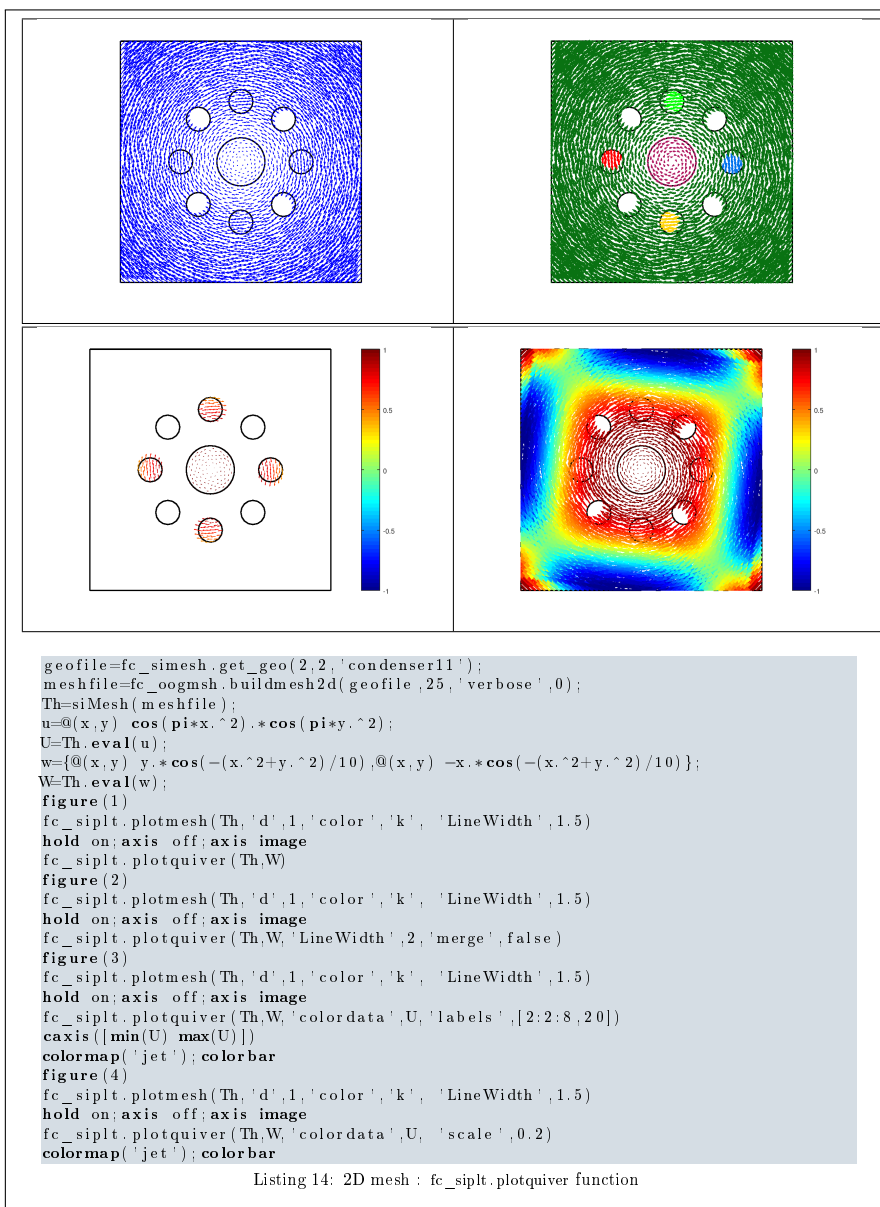 1
0.5
0
-0.5
-1
1
0.5
0
-0.5
-1
geofile=fc_simesh.get_geo(2,2,'condenser11');
meshfile=fc_oogmsh.buildmesh2d(geofile,25,'verbose',0);
Th=siMesh(meshfile);
u=@(x,y) cos(pi*x.^2).*cos(pi*y.^2);
U=Th.eval(u);
w={@(x,y) y.*cos(-(x.^2+y.^2)/10),@(x,y) -x.*cos(-(x.^2+y.^2)/10)};
W=Th.eval(w);
figure(1)
fc_siplt.plotmesh(Th,'d',1,'color','k', 'LineWidth',1.5)
hold on;axis off;axis image
fc_siplt.plotquiver(Th,W)
figure(2)
fc_siplt.plotmesh(Th,'d',1,'color','k', 'LineWidth',1.5)
hold on;axis off;axis image
fc_siplt.plotquiver(Th,W,'LineWidth',2,'merge',false)
figure(3)
fc_siplt.plotmesh(Th,'d',1,'color','k', 'LineWidth',1.5)
hold on;axis off;axis image
fc_siplt.plotquiver(Th,W,'colordata',U,'labels',[2:2:8,20])
caxis([min(U) max(U)])
colormap('jet');colorbar
figure(4)
fc_siplt.plotmesh(Th,'d',1,'color','k', 'LineWidth',1.5)
hold on;axis off;axis image
fc_siplt.plotquiver(Th,W,'colordata',U, 'scale',0.2)
colormap('jet');colorbar
Listing 14: 2D mesh : fc_siplt.plotquiver function